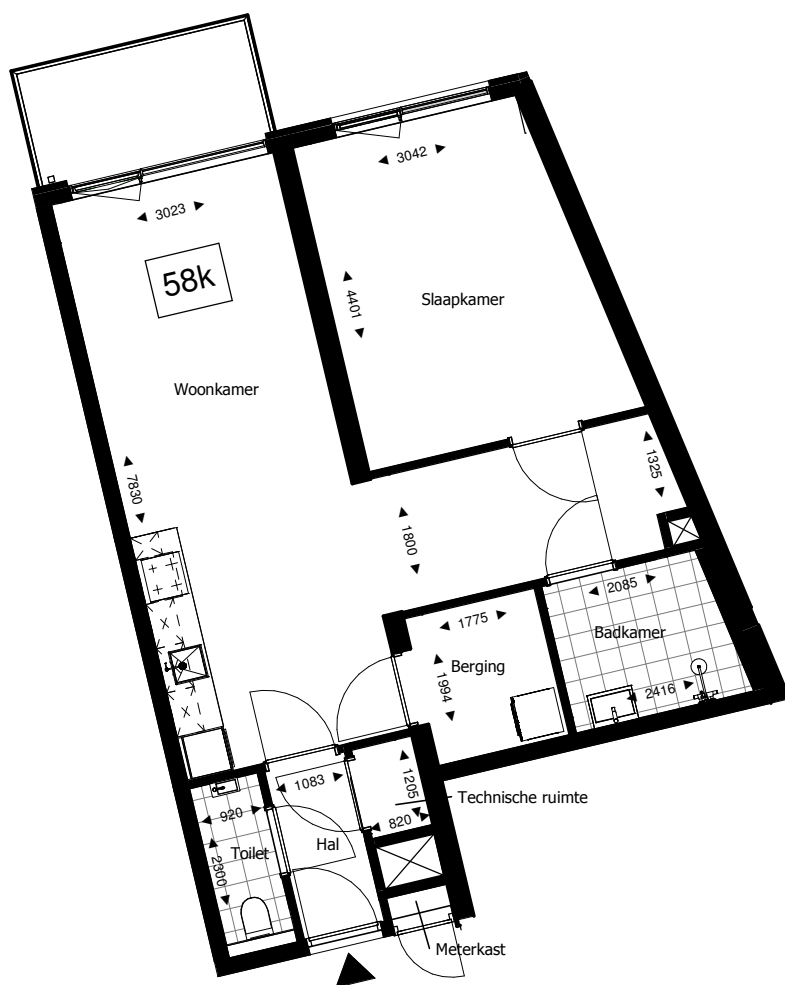 3042
3023
58k
4401
Slaapkamer
Woonkamer
1325
7830
1800
2085
1775
Badkamer
Berging
1994
2416
1083
1205
Technische ruimte
920
820
Toilet
Hal
2300
Meterkast